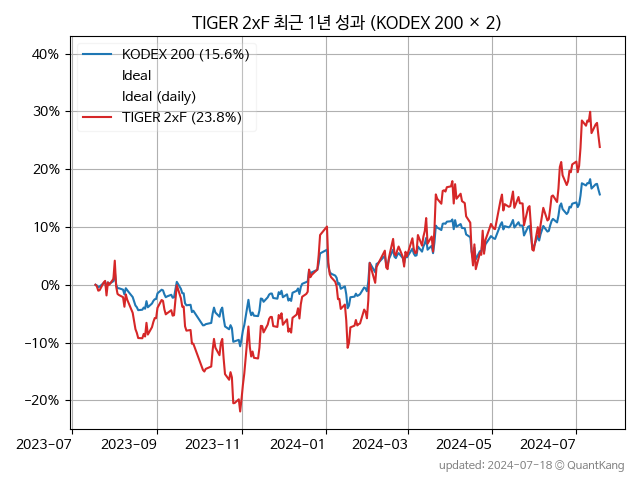 TIGER 2xF 최근 1년 성과 (KODEX 200 × 2)
KODEX 200 (15.6%)
Ideal
Ideal (daily)
TIGER 2xF (23.8%)
40%
30%
20%
10%
0%
−10%
−20%
2023-07 2023-09 2023-11 2024-01 2024-03 2024-05 2024-07
updated: 2024-07-18 © QuantKang